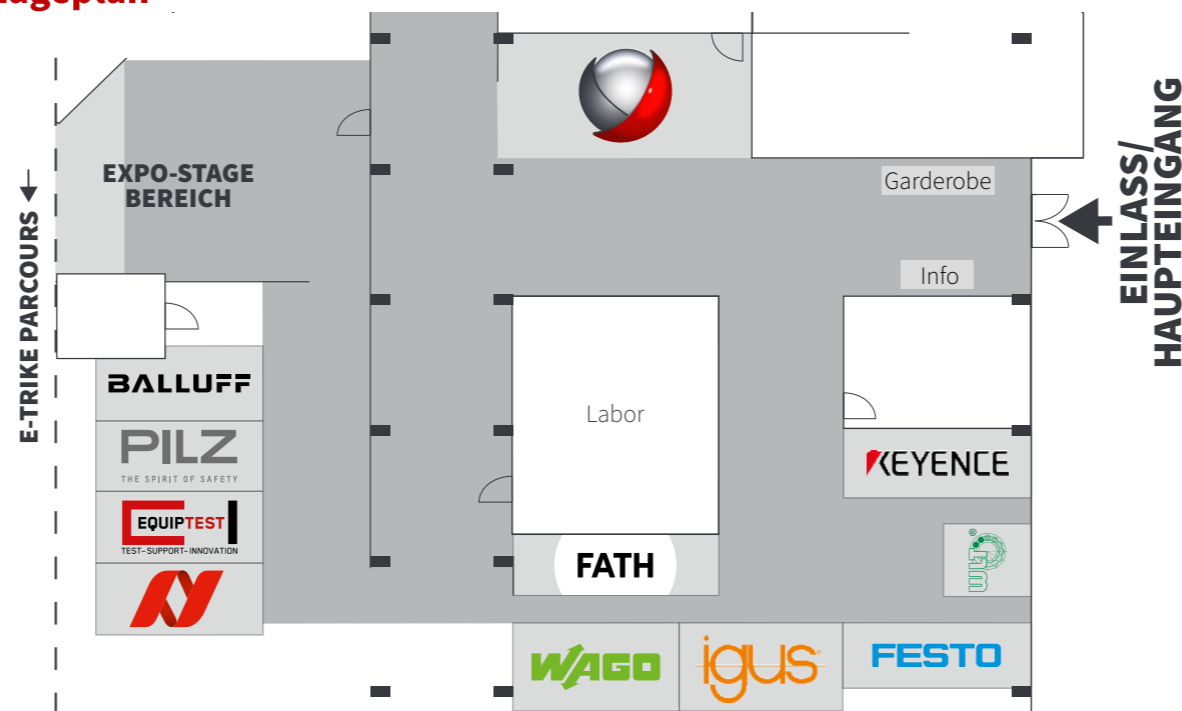 Lageplan
EXPO-STAGE
BEREICH
Garderobe
EINLASS/
HAUPTEINGANG
Info
E-TRIKE PARCOURS
BALLUFF
Labor
PILZ
THE SPIRIT OF SAFETY
KEYENCE
EQUIPTEST
TEST-SUPPORT-INNOVATION
FATH
WAGO
igus®
FESTO